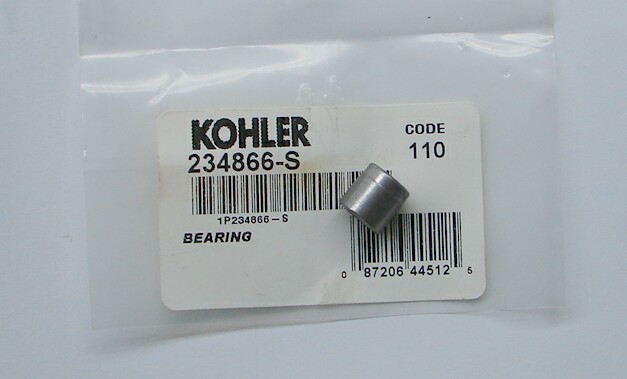 KOHLER
CODE
234866-S
110
1P234866-S
BEARING
0 87206 44512 5